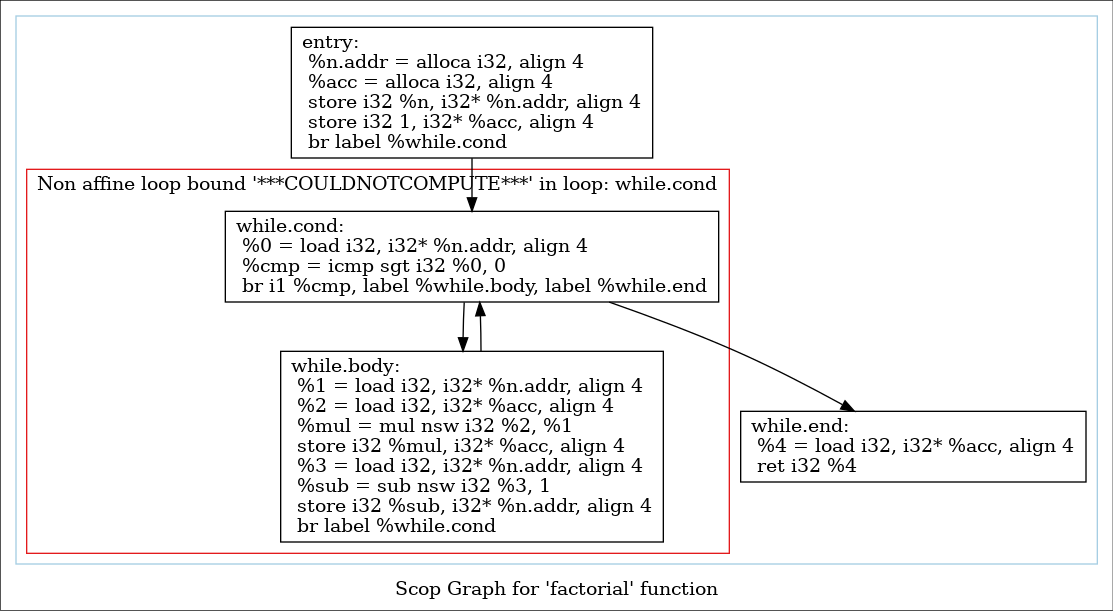 entry:
%n.addr = alloca i32, align 4
%acc = alloca i32, align 4
store i32 %n, i32* %n.addr, align 4
store i32 1, i32* %acc, align 4
br label %while.cond
Non affine loop bound '***COULDNOTCOMPUTE***' in loop: while.cond
while.cond:
%0 = load i32, i32* %n.addr, align 4
%cmp = icmp sgt i32 %0, 0
br i1 %cmp, label %while.body, label %while.end
while.body:
%1 = load i32, i32* %n.addr, align 4
%2 = load i32, i32* %acc, align 4
%mul = mul nsw i32 %2, %1
store i32 %mul, i32* %acc, align 4
%3 = load i32, i32* %n.addr, align 4
%sub = sub nsw i32 %3, 1
store i32 %sub, i32* %n.addr, align 4
br label %while.cond
while.end:
%4 = load i32, i32* %acc, align 4
ret i32 %4
Scop Graph for 'factorial' function